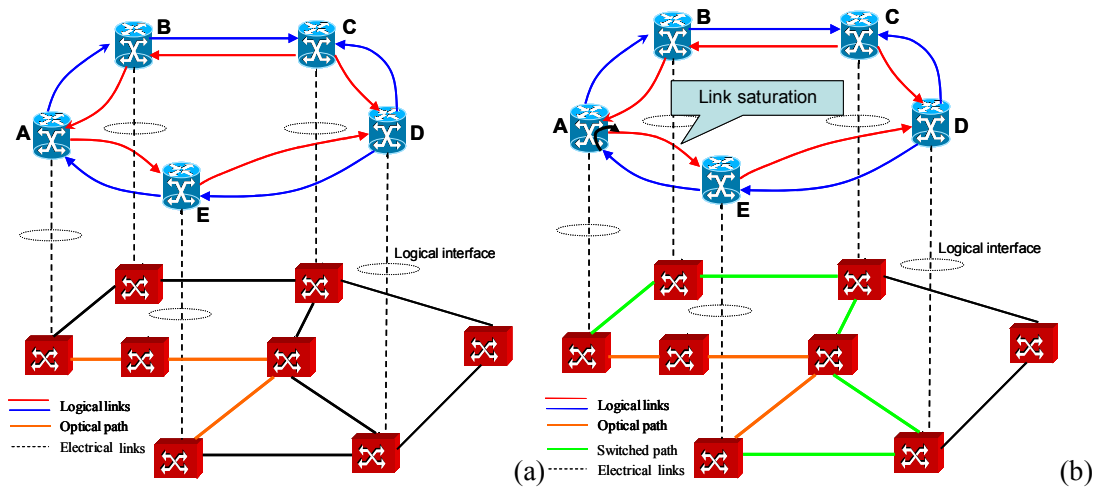 B
C
A
D
E
Logical interface
Logical links
Optical path
Electrical links
(a)
B
C
Link saturation
A
D
E
Logical interface
Logical links
Optical path
Switched path
Electrical links
(b)